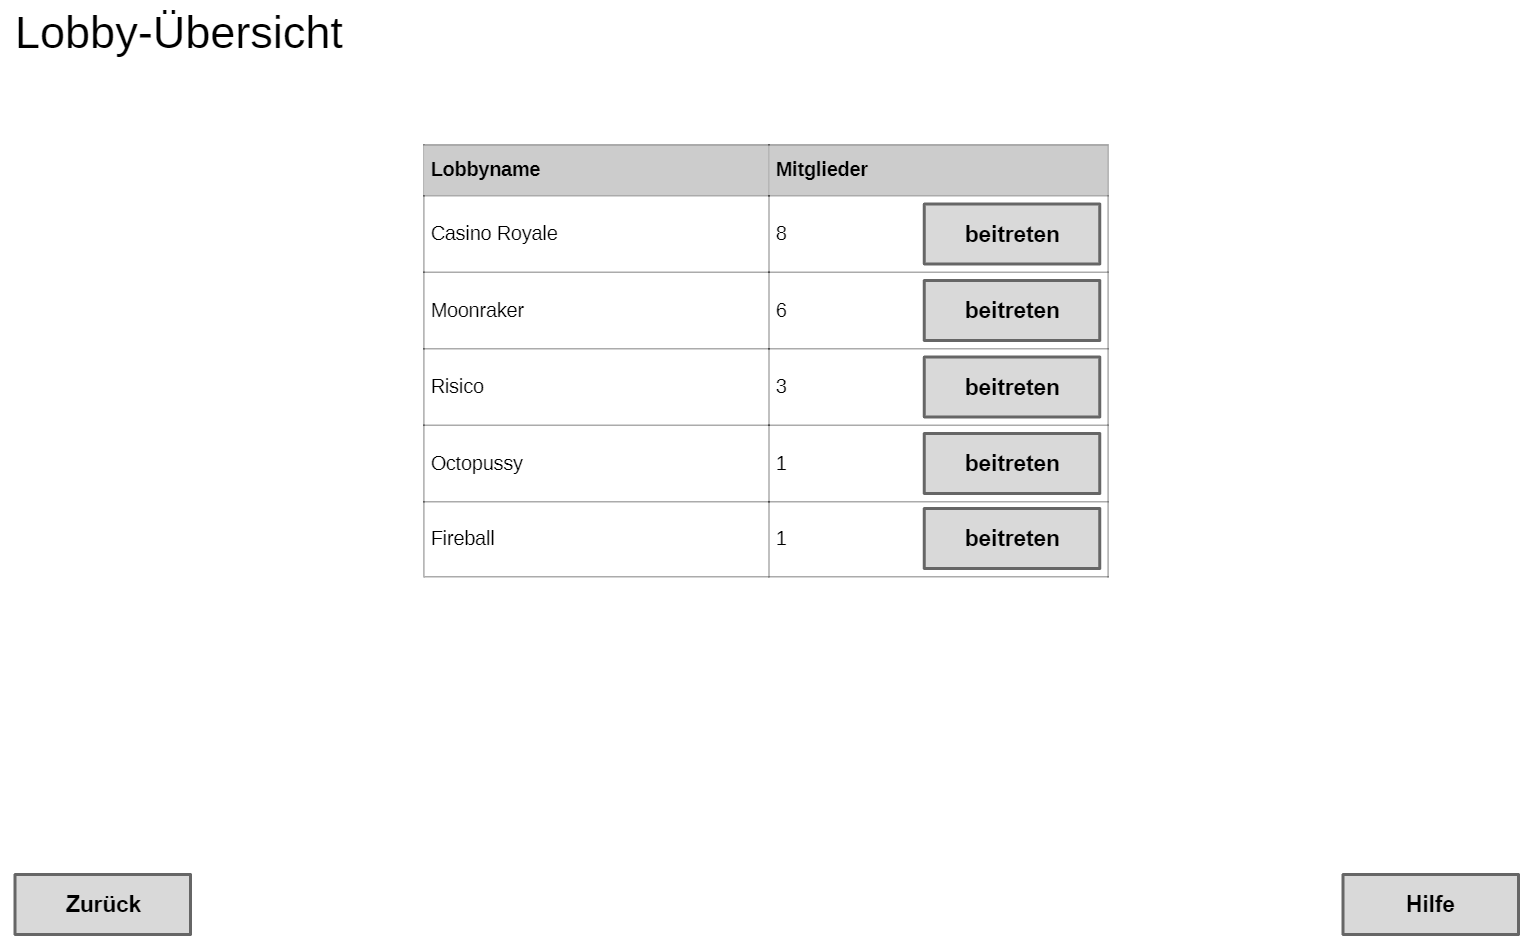 Lobby-Übersicht
Lobbyname Mitglieder
Casino Royale 8 beitreten
Moonraker 6 beitreten
Risico 3 beitreten
Octopussy 1 beitreten
Fireball 1 beitreten
Zurück Hilfe